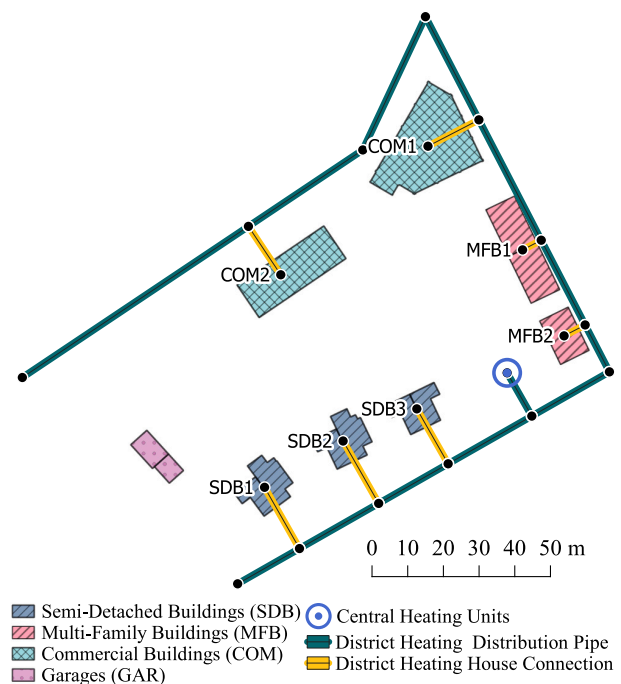 COM1
MFB1
COM2
MFB2
SDB3
SDB2
SDB1
0 10 20 30 40 50 m
Semi-Detached Buildings (SDB)
Multi-Family Buildings (MFB)
Commercial Buildings (COM)
Garages (GAR)
Central Heating Units
District Heating Distribution Pipe
District Heating House Connection